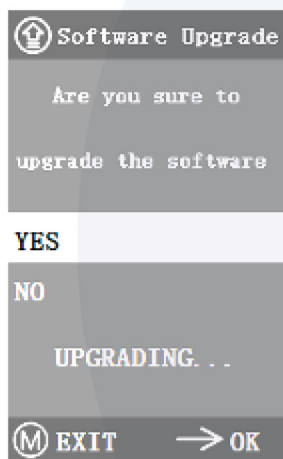 Software Upgrade
Are you sure to
upgrade the software
YES
NO
UPGRADING...
M EXIT → OK